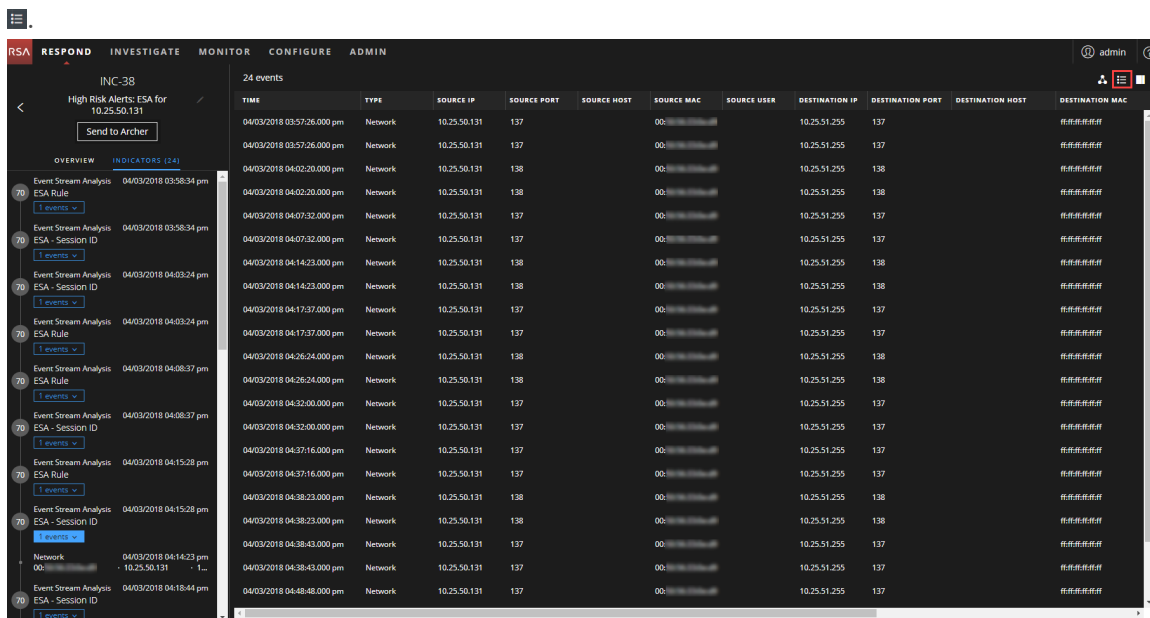 .
RSA RESPOND INVESTIGATE MONITOR CONFIGURE ADMIN admin
INC-38
High Risk Alerts: ESA for
10.25.50.131
Send to Archer
OVERVIEW INDICATORS (24)
Event Stream Analysis 04/03/2018 03:58:34 pm
70 ESA Rule
1 events
Event Stream Analysis 04/03/2018 03:58:34 pm
70 ESA - Session ID
1 events
Event Stream Analysis 04/03/2018 04:03:24 pm
70 ESA - Session ID
1 events
Event Stream Analysis 04/03/2018 04:03:24 pm
70 ESA Rule
1 events
Event Stream Analysis 04/03/2018 04:08:37 pm
70 ESA Rule
1 events
Event Stream Analysis 04/03/2018 04:08:37 pm
70 ESA - Session ID
1 events
Event Stream Analysis 04/03/2018 04:15:28 pm
70 ESA Rule
1 events
Event Stream Analysis 04/03/2018 04:15:28 pm
70 ESA - Session ID
1 events
Network 04/03/2018 04:14:23 pm
00: · 10.25.50.131 · 1...
Event Stream Analysis 04/03/2018 04:18:44 pm
70 ESA - Session ID
1 events
24 events
TIME TYPE SOURCE IP SOURCE PORT SOURCE HOST SOURCE MAC SOURCE USER DESTINATION IP DESTINATION PORT DESTINATION HOST DESTINATION MAC
04/03/2018 03:57:26.000 pm Network 10.25.50.131 137 00: 10.25.51.255 137 ff:ff:ff:ff:ff:ff
04/03/2018 03:57:26.000 pm Network 10.25.50.131 137 00: 10.25.51.255 137 ff:ff:ff:ff:ff:ff
04/03/2018 04:02:20.000 pm Network 10.25.50.131 138 00: 10.25.51.255 138 ff:ff:ff:ff:ff:ff
04/03/2018 04:02:20.000 pm Network 10.25.50.131 138 00: 10.25.51.255 138 ff:ff:ff:ff:ff:ff
04/03/2018 04:07:32.000 pm Network 10.25.50.131 137 00: 10.25.51.255 137 ff:ff:ff:ff:ff:ff
04/03/2018 04:07:32.000 pm Network 10.25.50.131 137 00: 10.25.51.255 137 ff:ff:ff:ff:ff:ff
04/03/2018 04:14:23.000 pm Network 10.25.50.131 138 00: 10.25.51.255 138 ff:ff:ff:ff:ff:ff
04/03/2018 04:14:23.000 pm Network 10.25.50.131 138 00: 10.25.51.255 138 ff:ff:ff:ff:ff:ff
04/03/2018 04:17:37.000 pm Network 10.25.50.131 137 00: 10.25.51.255 137 ff:ff:ff:ff:ff:ff
04/03/2018 04:17:37.000 pm Network 10.25.50.131 137 00: 10.25.51.255 137 ff:ff:ff:ff:ff:ff
04/03/2018 04:26:24.000 pm Network 10.25.50.131 138 00: 10.25.51.255 138 ff:ff:ff:ff:ff:ff
04/03/2018 04:26:24.000 pm Network 10.25.50.131 138 00: 10.25.51.255 138 ff:ff:ff:ff:ff:ff
04/03/2018 04:32:00.000 pm Network 10.25.50.131 137 00: 10.25.51.255 137 ff:ff:ff:ff:ff:ff
04/03/2018 04:32:00.000 pm Network 10.25.50.131 137 00: 10.25.51.255 137 ff:ff:ff:ff:ff:ff
04/03/2018 04:37:16.000 pm Network 10.25.50.131 137 00: 10.25.51.255 137 ff:ff:ff:ff:ff:ff
04/03/2018 04:37:16.000 pm Network 10.25.50.131 137 00: 10.25.51.255 137 ff:ff:ff:ff:ff:ff
04/03/2018 04:38:23.000 pm Network 10.25.50.131 138 00: 10.25.51.255 138 ff:ff:ff:ff:ff:ff
04/03/2018 04:38:23.000 pm Network 10.25.50.131 138 00: 10.25.51.255 138 ff:ff:ff:ff:ff:ff
04/03/2018 04:38:43.000 pm Network 10.25.50.131 137 00: 10.25.51.255 137 ff:ff:ff:ff:ff:ff
04/03/2018 04:38:43.000 pm Network 10.25.50.131 137 00: 10.25.51.255 137 ff:ff:ff:ff:ff:ff
04/03/2018 04:48:48.000 pm Network 10.25.50.131 137 00: 10.25.51.255 137 ff:ff:ff:ff:ff:ff